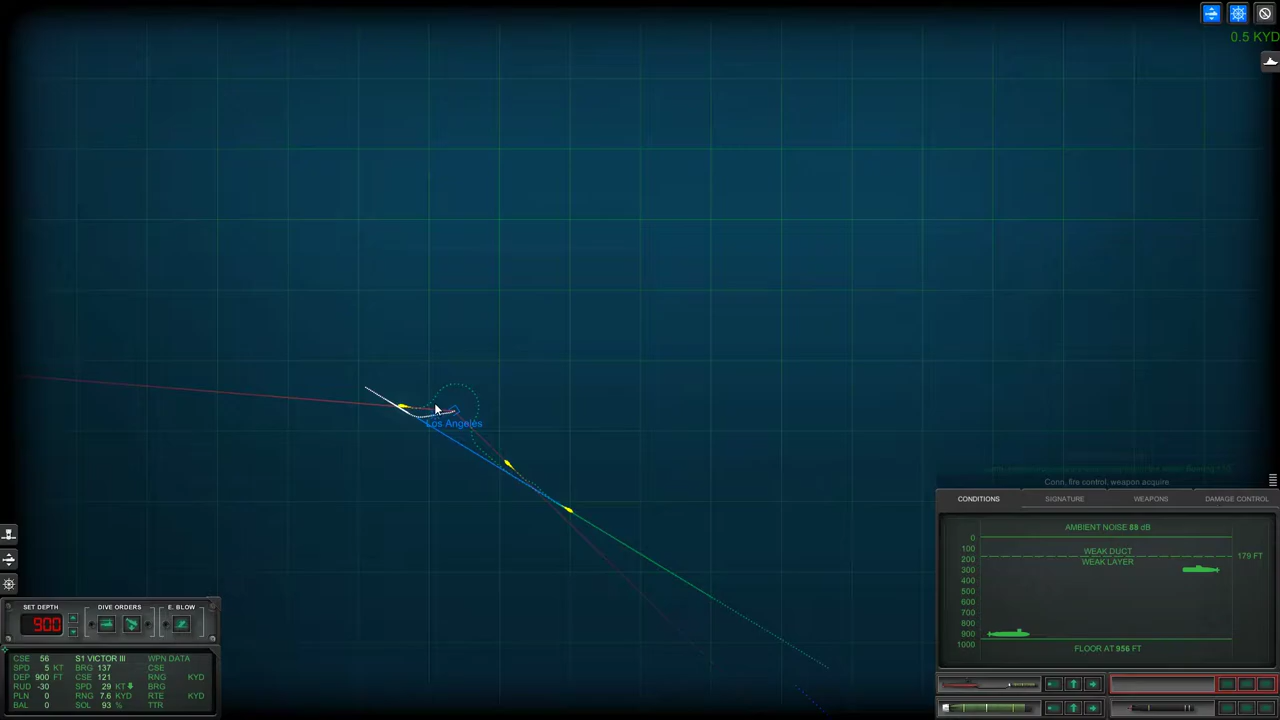 0.5 KYD
Los Angeles
Conn, fire control, weapon acquire
CONDITIONS SIGNATURE WEAPONS DAMAGE CONTROL
AMBIENT NOISE 88 dB
0
100
200
300
400
500
600
700
800
900
1000
WEAK DUCT
WEAK LAYER
179 FT
FLOOR AT 956 FT
SET DEPTH DIVE ORDERS E. BLOW
900
CSE 56 S1 VICTOR III WPN DATA
SPD 5 KT BRG 137 CSE
DEP 900 FT CSE 121 RNG KYD
RUD -30 SPD 29 KT BRG
PLN 0 RNG 7.6 KYD RTE KYD
BAL 0 SOL 93 % TTR